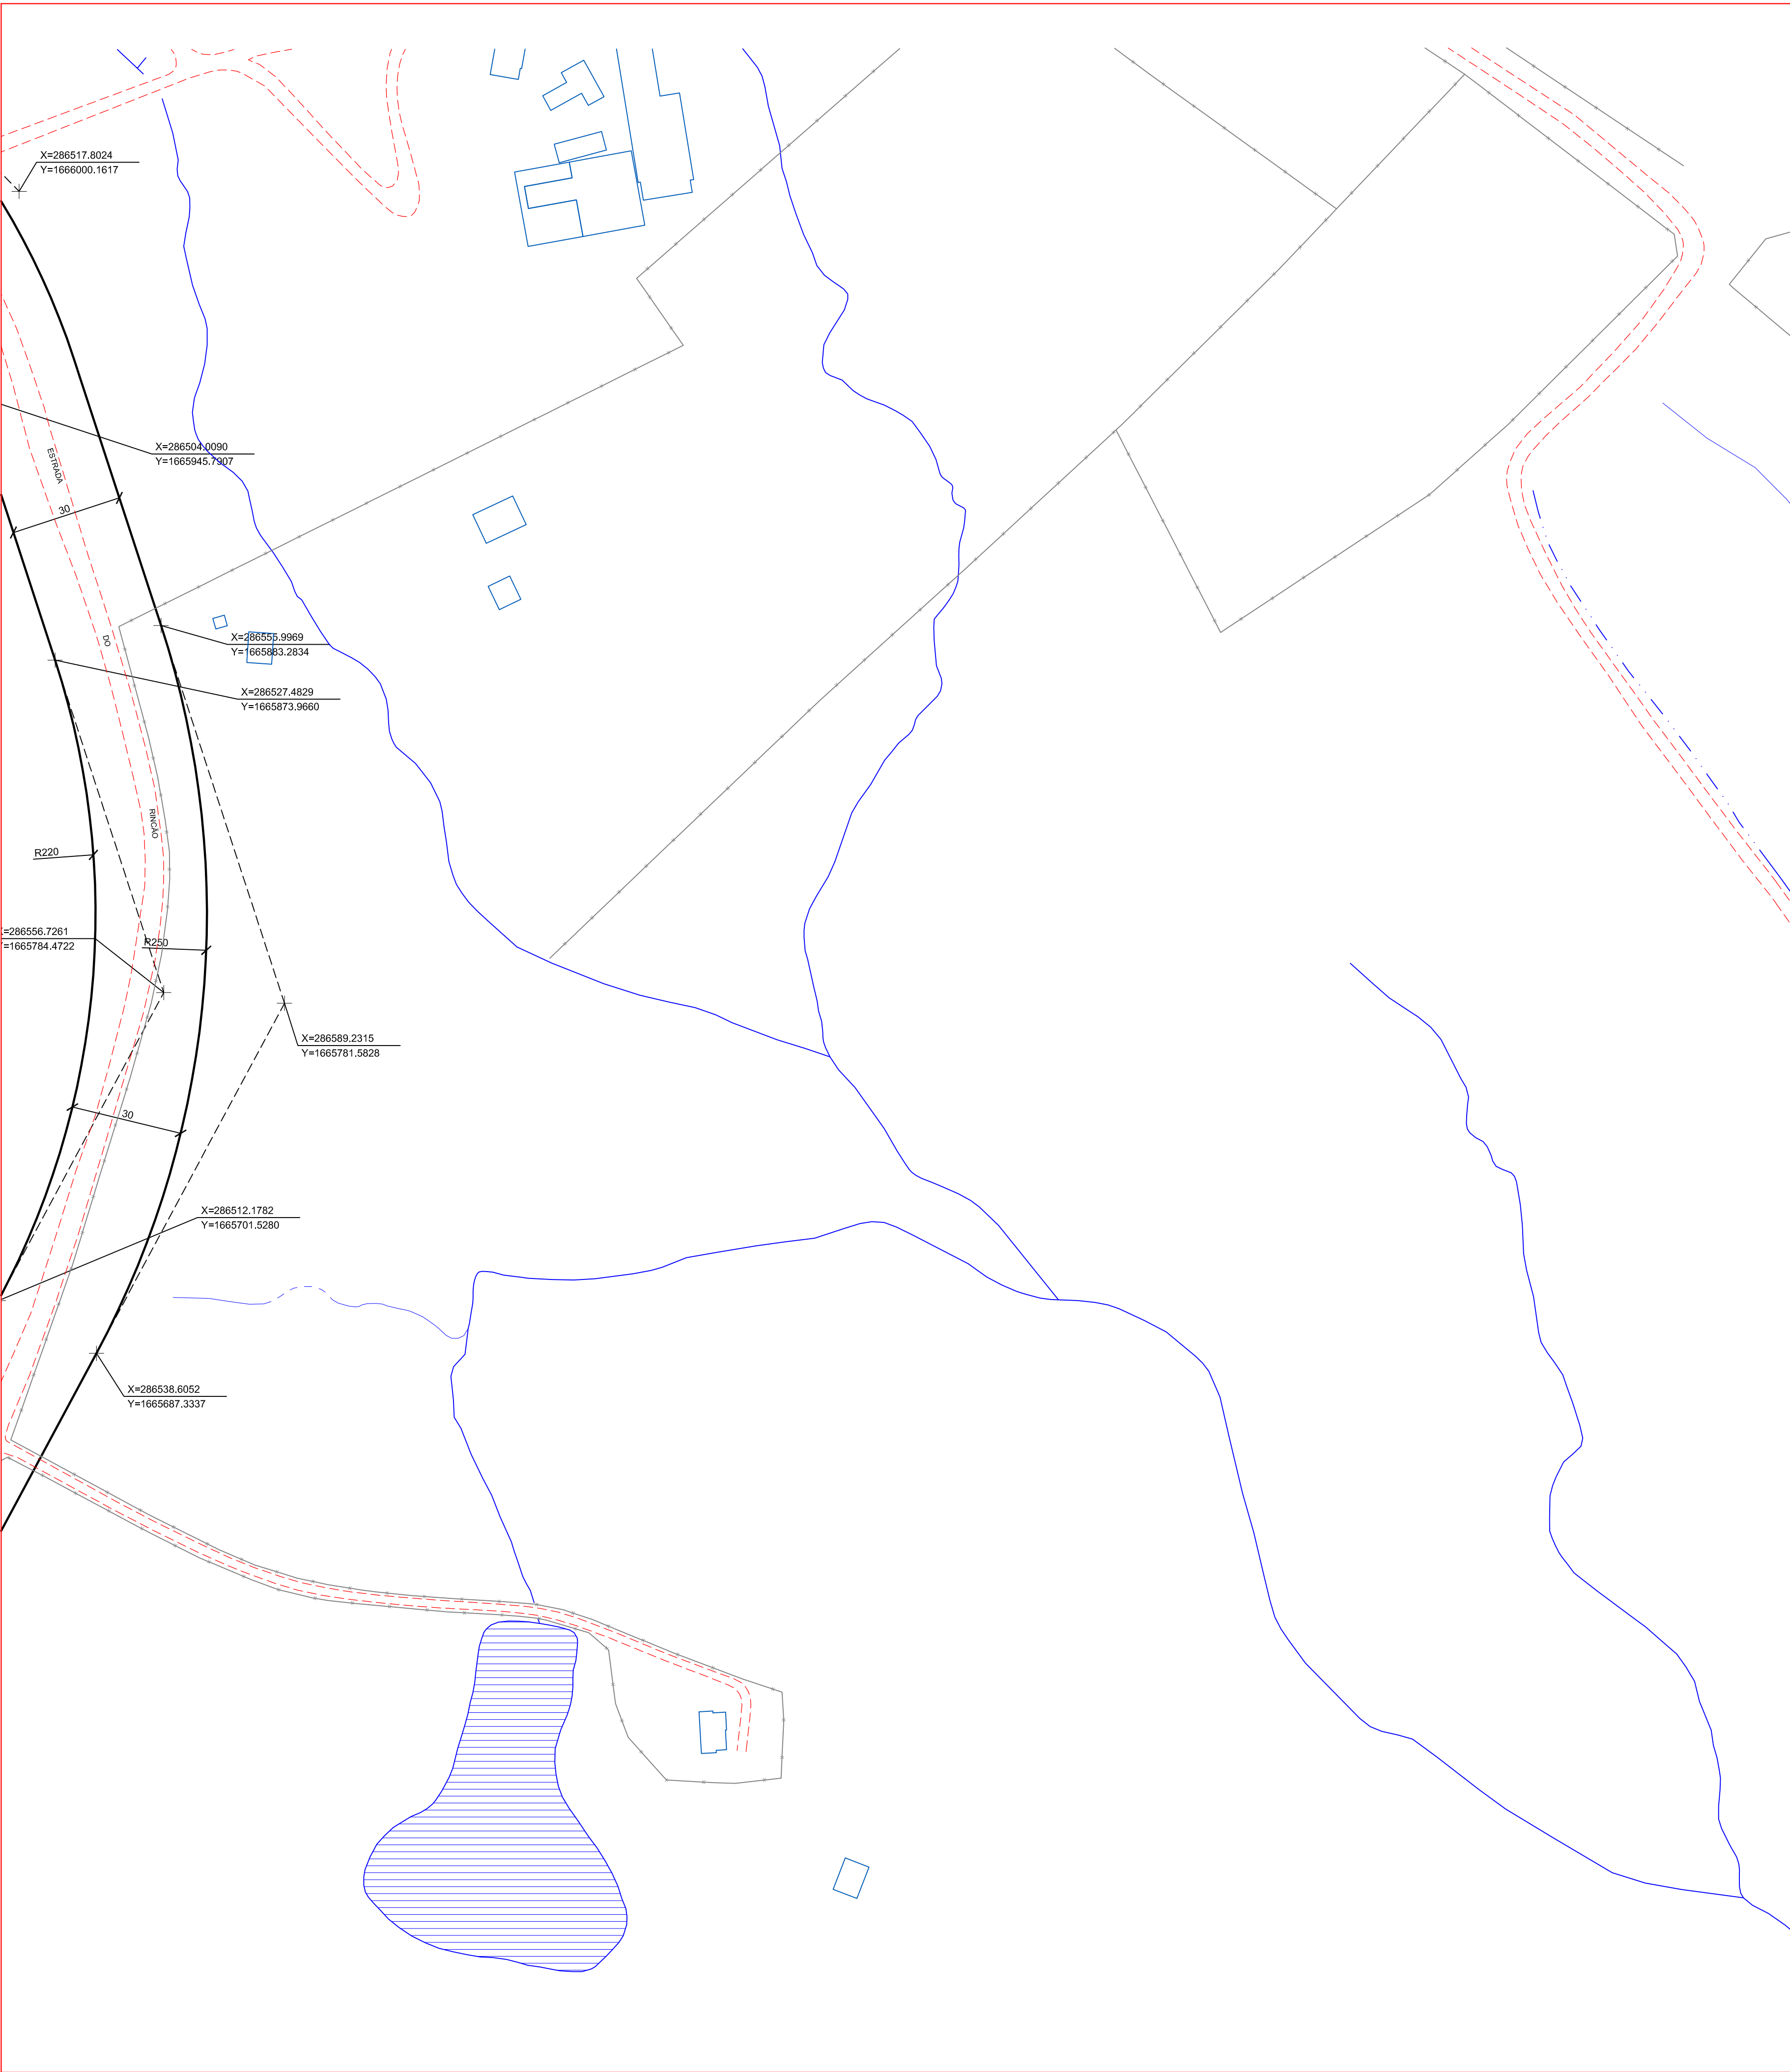 X=286517.8024
Y=1666000.1617
X=286504.0090
Y=1665945.7907
ESTRADA
30
DO
X=286555.9969
Y=1665883.2834
X=286527.4829
Y=1665873.9660
RINCÃO
R220
=286556.7261
=1665784.4722
R250
X=286589.2315
Y=1665781.5828
30
X=286512.1782
Y=1665701.5280
X=286538.6052
Y=1665687.3337